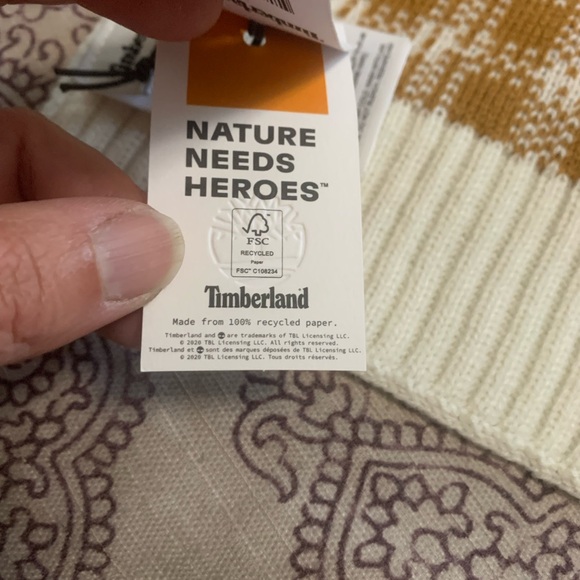 Timberland
NATURE
NEEDS
HEROES™
FSC
RECYCLED
Paper
FSC™ C108234
Timberland
Made from 100% recycled paper.
Timberland and are trademarks of TBL Licensing LLC.
© 2020 TBL Licensing LLC. All rights reserved.
Timberland et sont des marques déposées de TBL Licensing LLC.
© 2020 TBL Licensing LLC. Tous droits réservés.